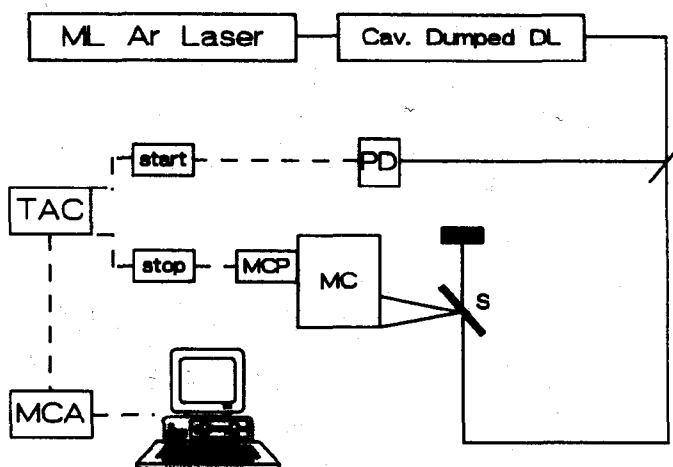 ML Ar Laser
Cav. Dumped DL
start
PD
TAC
stop
MCP
MC
S
MCA